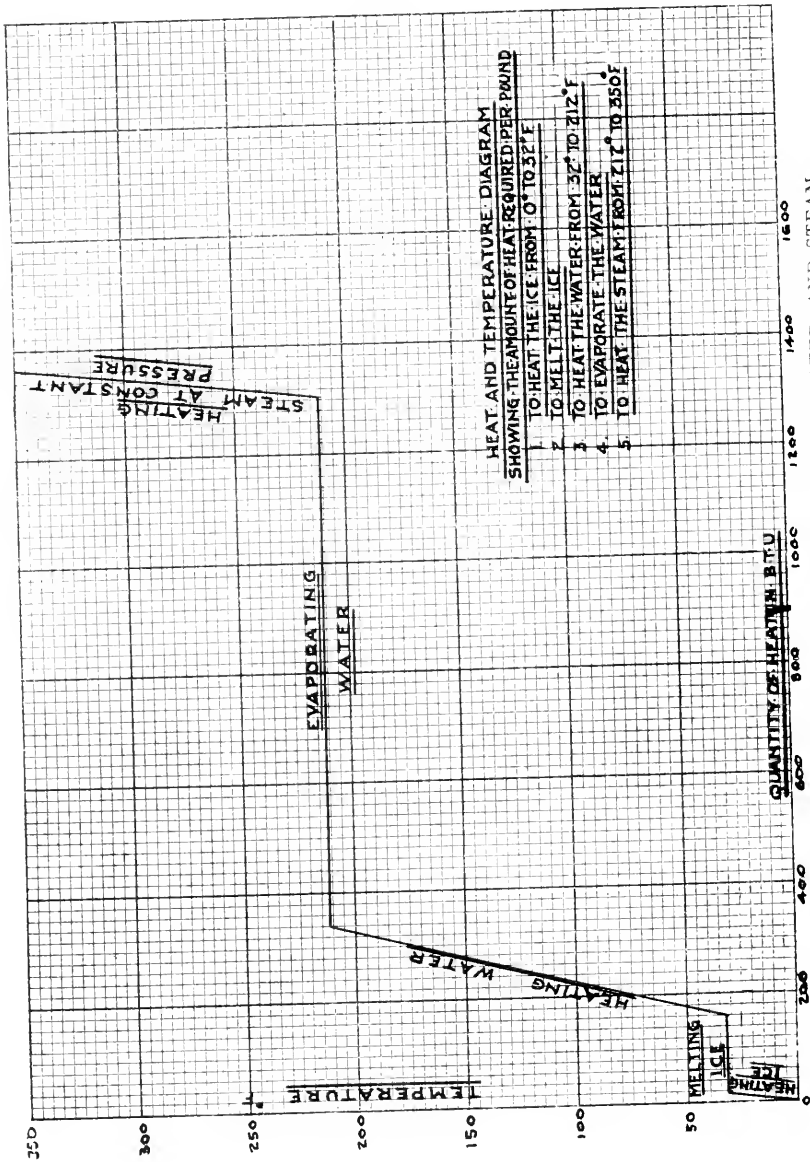 HEAT AND TEMPERATURE DIAGRAM
SHOWING·THE·AMOUNT·OF·HEAT·REQUIRED·PER·POUND
1. TO·HEAT·THE·ICE·FROM·0°TO 32°F
2 TO·MELT·THE·ICE
3. TO·HEAT·THE·WATER·FROM·32°TO·212°F
4. TO·EVAPORATE·THE·WATER
5. TO·HEAT·THE·STEAM·FROM·212°TO 350°F
HEATING
STEAM AT CONSTANT
PRESSURE
EVAPORATING
WATER
HEATING
WATER
MELTING
ICE
HEATING
ICE
TEMPERATURE
350
300
250
200
150
100
50
0
200
400
600
800
1000
1200
1400
1600
QUANTITY·OF·HEAT·IN·B·T·U
AND STEAM